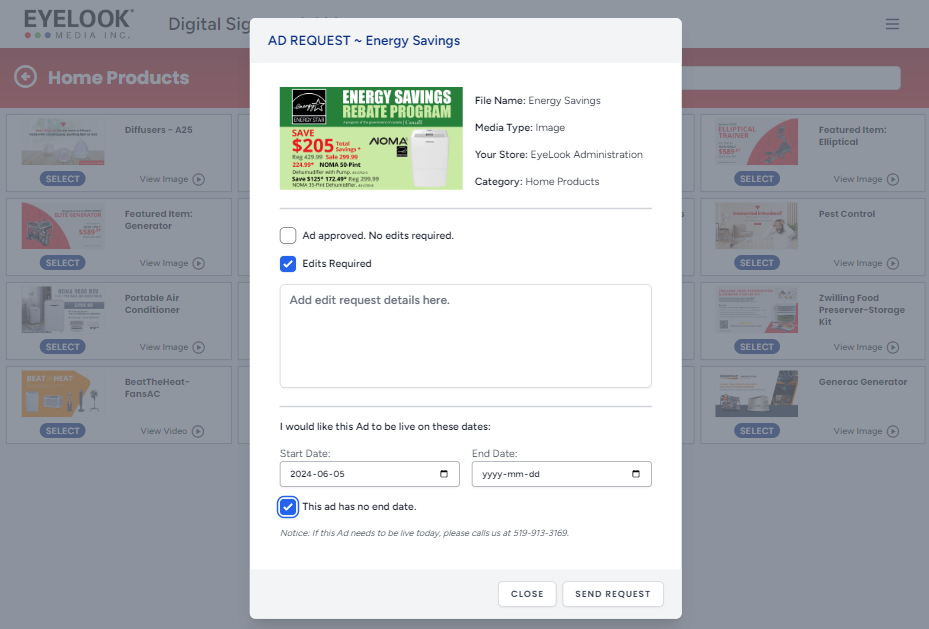 EYELOOK
MEDIA INC.
Digital Sig
Home Products
AD REQUEST ~ Energy Savings
ENERGY SAVINGS
REBATE PROGRAM
Canada
ENERGY STAR
SAVE
$205 Total
Savings *
Reg 429.99 Sale 299.99
224.99* NOMA 50-Pint
Dehumidifier with Pump.
Save $125* 172.49* Reg 299.99
NOMA 35-Pint Dehumidifier.
NOMA
File Name: Energy Savings
Media Type: Image
Your Store: EyeLook Administration
Category: Home Products
Ad approved. No edits required.
Edits Required
Add edit request details here.
I would like this Ad to be live on these dates:
Start Date:
End Date:
2024-06-05
yyyy-mm-dd
This ad has no end date.
Notice: If this Ad needs to be live today, please calls us at 519-913-3169.
CLOSE
SEND REQUEST
Diffusers - A25
SELECT
View Image
ELLIPTICAL
TRAINER
Featured Item:
Elliptical
SELECT
View Image
ELITE GENERATOR
Featured Item:
Generator
SELECT
View Image
Pest Control
SELECT
View Image
Portable Air
Conditioner
SELECT
View Image
Zwilling Food
Preserver-Storage
Kit
SELECT
View Image
BEAT THE HEAT
BeatTheHeat-
FansAC
SELECT
View Video
Generac Generator
SELECT
View Image